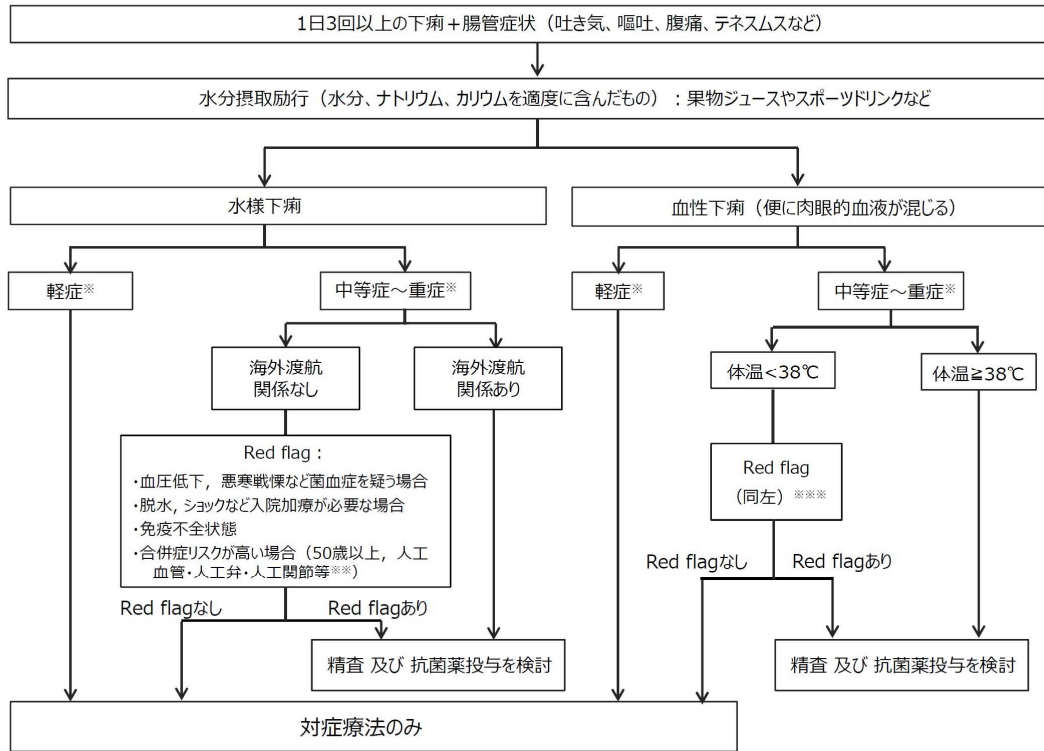 1日3回以上の下痢＋腸管症状（吐き気、嘔吐、腹痛、テネスムスなど）
水分摂取励行（水分、ナトリウム、カリウムを適度に含んだもの）：果物ジュースやスポーツドリンクなど
水様下痢
血性下痢（便に肉眼的血液が混じる）
軽症※
中等症～重症※
軽症※
中等症～重症※
海外渡航
関係なし
海外渡航
関係あり
体温<38℃
体温≧38℃
Red flag：
・血圧低下，悪寒戦慄など菌血症を疑う場合
・脱水，ショックなど入院加療が必要な場合
・免疫不全状態
・合併症リスクが高い場合（50歳以上，人工
血管・人工弁・人工関節等※※）
Red flag
（同左）※※※
Red flagなし
Red flagあり
Red flagなし
Red flagあり
精査 及び 抗菌薬投与を検討
精査 及び 抗菌薬投与を検討
対症療法のみ